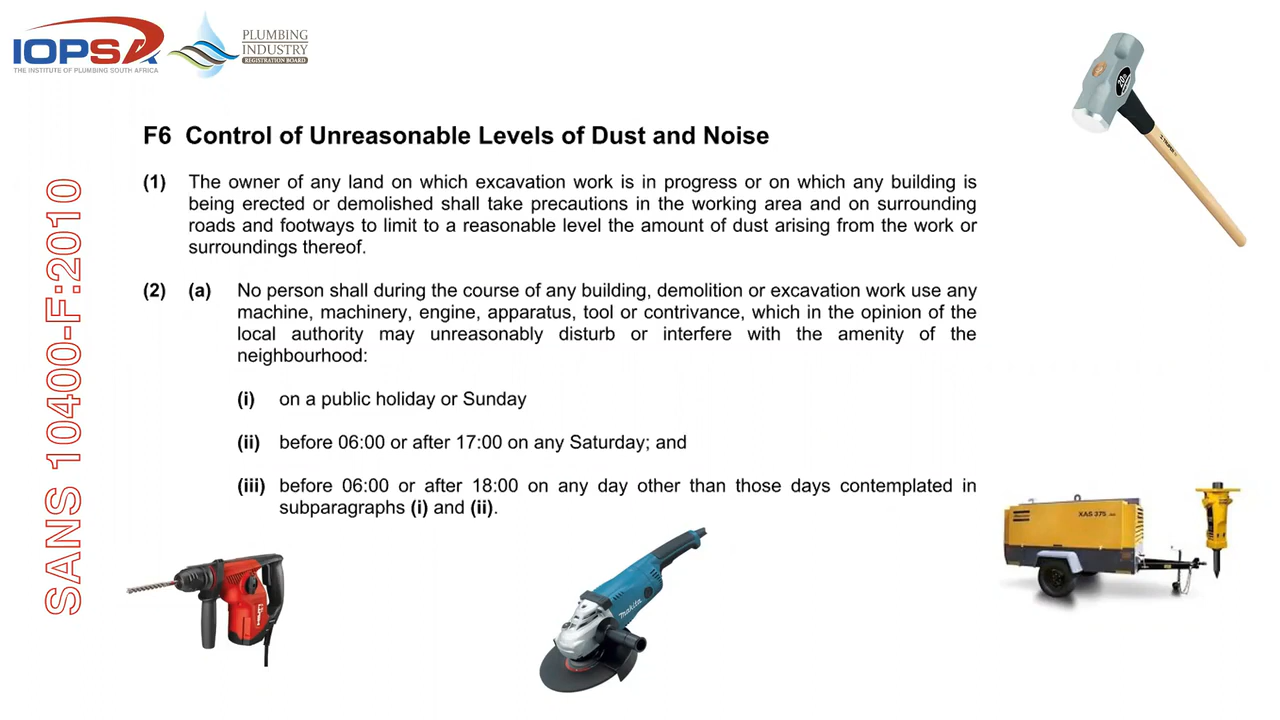 IOPSA
THE INSTITUTE OF PLUMBING SOUTH AFRICA
PLUMBING
INDUSTRY
REGISTRATION BOARD
SANS 10400-F:2010
F6 Control of Unreasonable Levels of Dust and Noise
(1) The owner of any land on which excavation work is in progress or on which any building is
being erected or demolished shall take precautions in the working area and on surrounding
roads and footways to limit to a reasonable level the amount of dust arising from the work or
surroundings thereof.
(2) (a) No person shall during the course of any building, demolition or excavation work use any
machine, machinery, engine, apparatus, tool or contrivance, which in the opinion of the
local authority may unreasonably disturb or interfere with the amenity of the
neighbourhood:
(i) on a public holiday or Sunday
(ii) before 06:00 or after 17:00 on any Saturday; and
(iii) before 06:00 or after 18:00 on any day other than those days contemplated in
subparagraphs (i) and (ii).
XAS 375
makita
HILTI
TRUPER
20